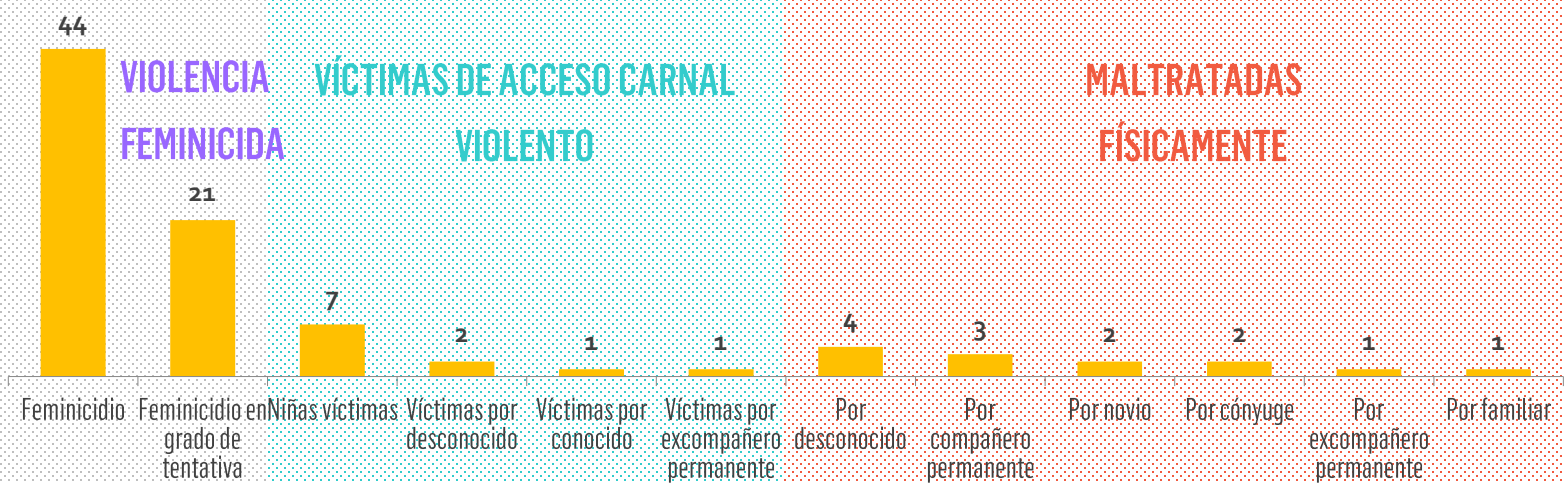 44
VIOLENCIA
FEMINICIDA
21
VÍCTIMAS DE ACCESO CARNAL
VIOLENTO
7
2
1
1
MALTRATADAS
FÍSICAMENTE
4
3
2
2
1
1
Feminicidio
Feminicidio en
grado de
tentativa
Niñas víctimas
Víctimas por
desconocido
Víctimas por
conocido
Víctimas por
excompañero
permanente
Por
desconocido
Por
compañero
permanente
Por novio
Por cónyuge
Por
excompañero
permanente
Por familiar